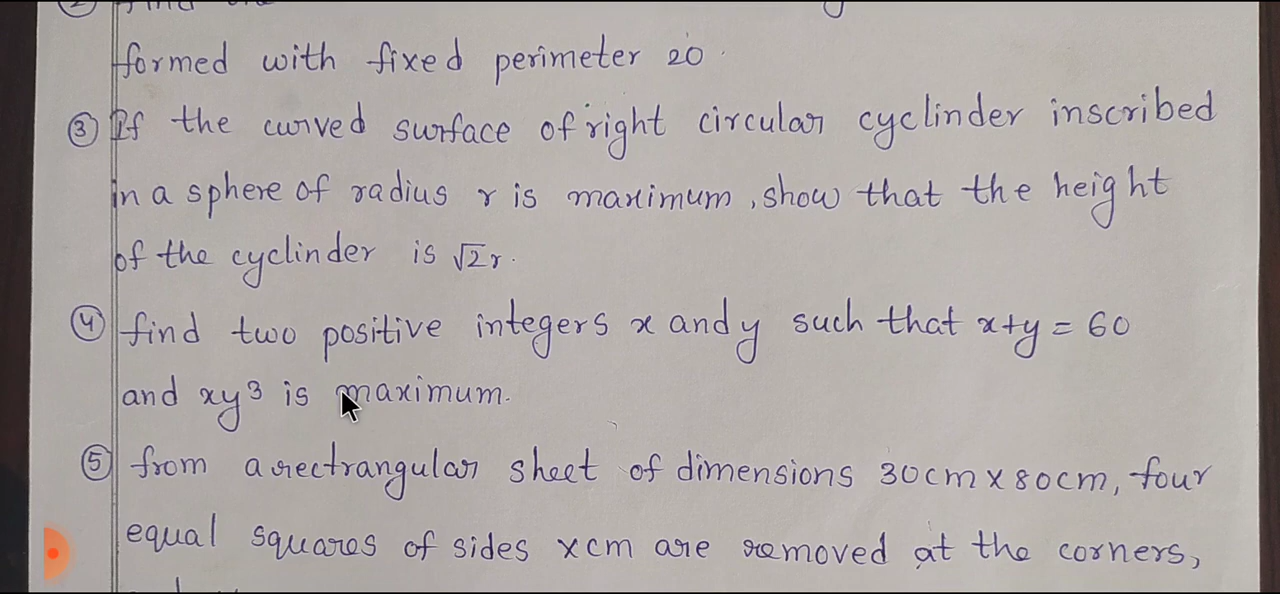 formed with fixed perimeter 20.
③ If the curved surface of right circular cyclinder inscribed
in a sphere of radius r is maximum, show that the height
of the cyclinder is √2r.
④ find two positive integers x and y such that x+y = 60
and xy³ is maximum.
⑤ from a rectrangular sheet of dimensions 30cm x 80cm, four
equal squares of sides x cm are removed at the corners,